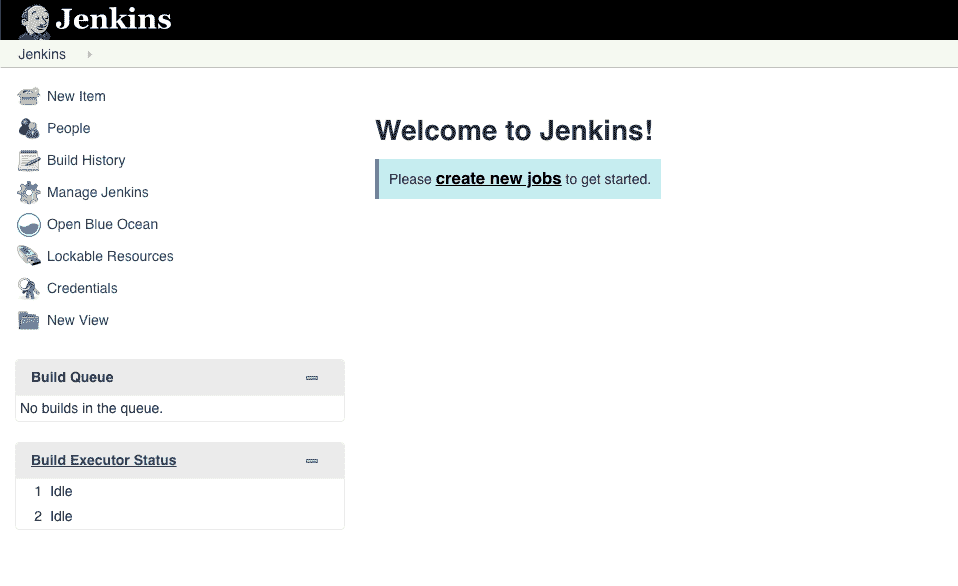 Jenkins
Jenkins
New Item
People
Build History
Manage Jenkins
Open Blue Ocean
Lockable Resources
Credentials
New View
Build Queue
No builds in the queue.
Build Executor Status
1 Idle
2 Idle
Welcome to Jenkins!
Please create new jobs to get started.